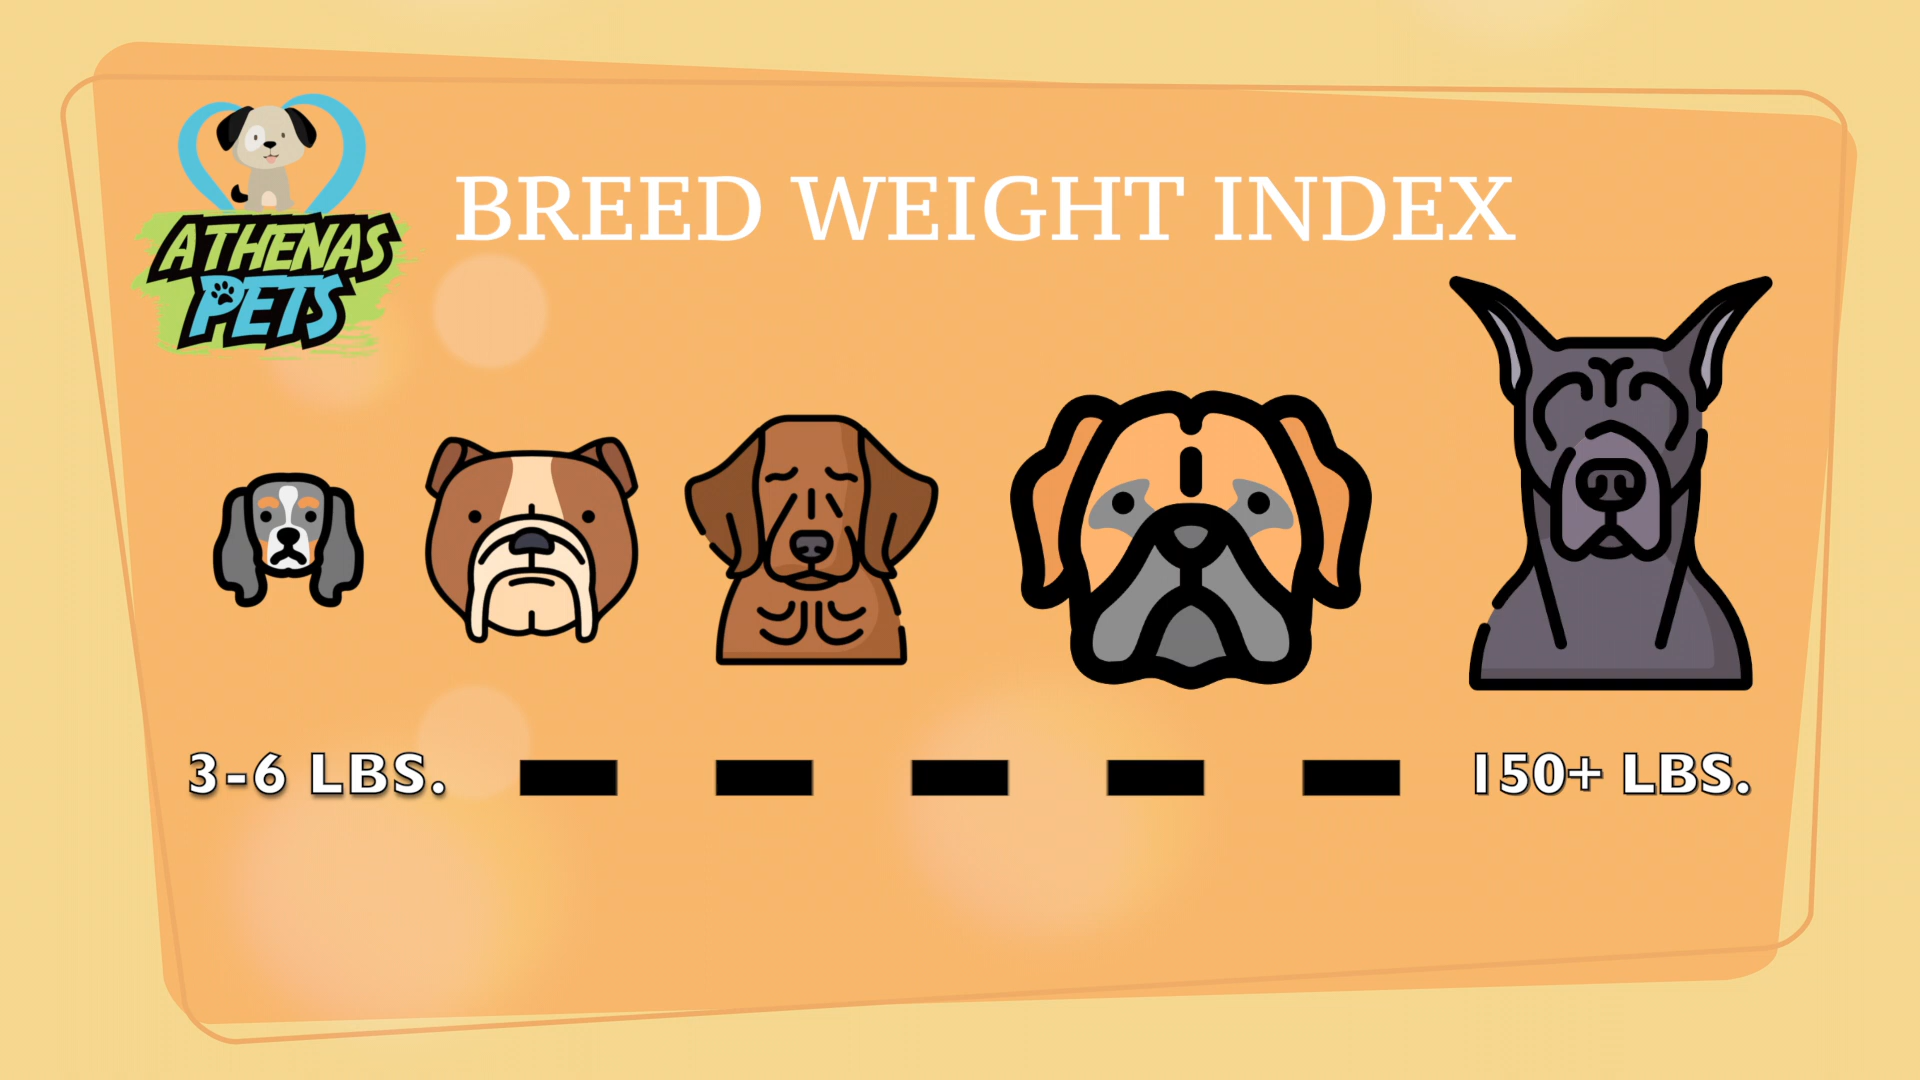 ATHENAS
PETS
BREED WEIGHT INDEX
3-6 LBS.
150+ LBS.